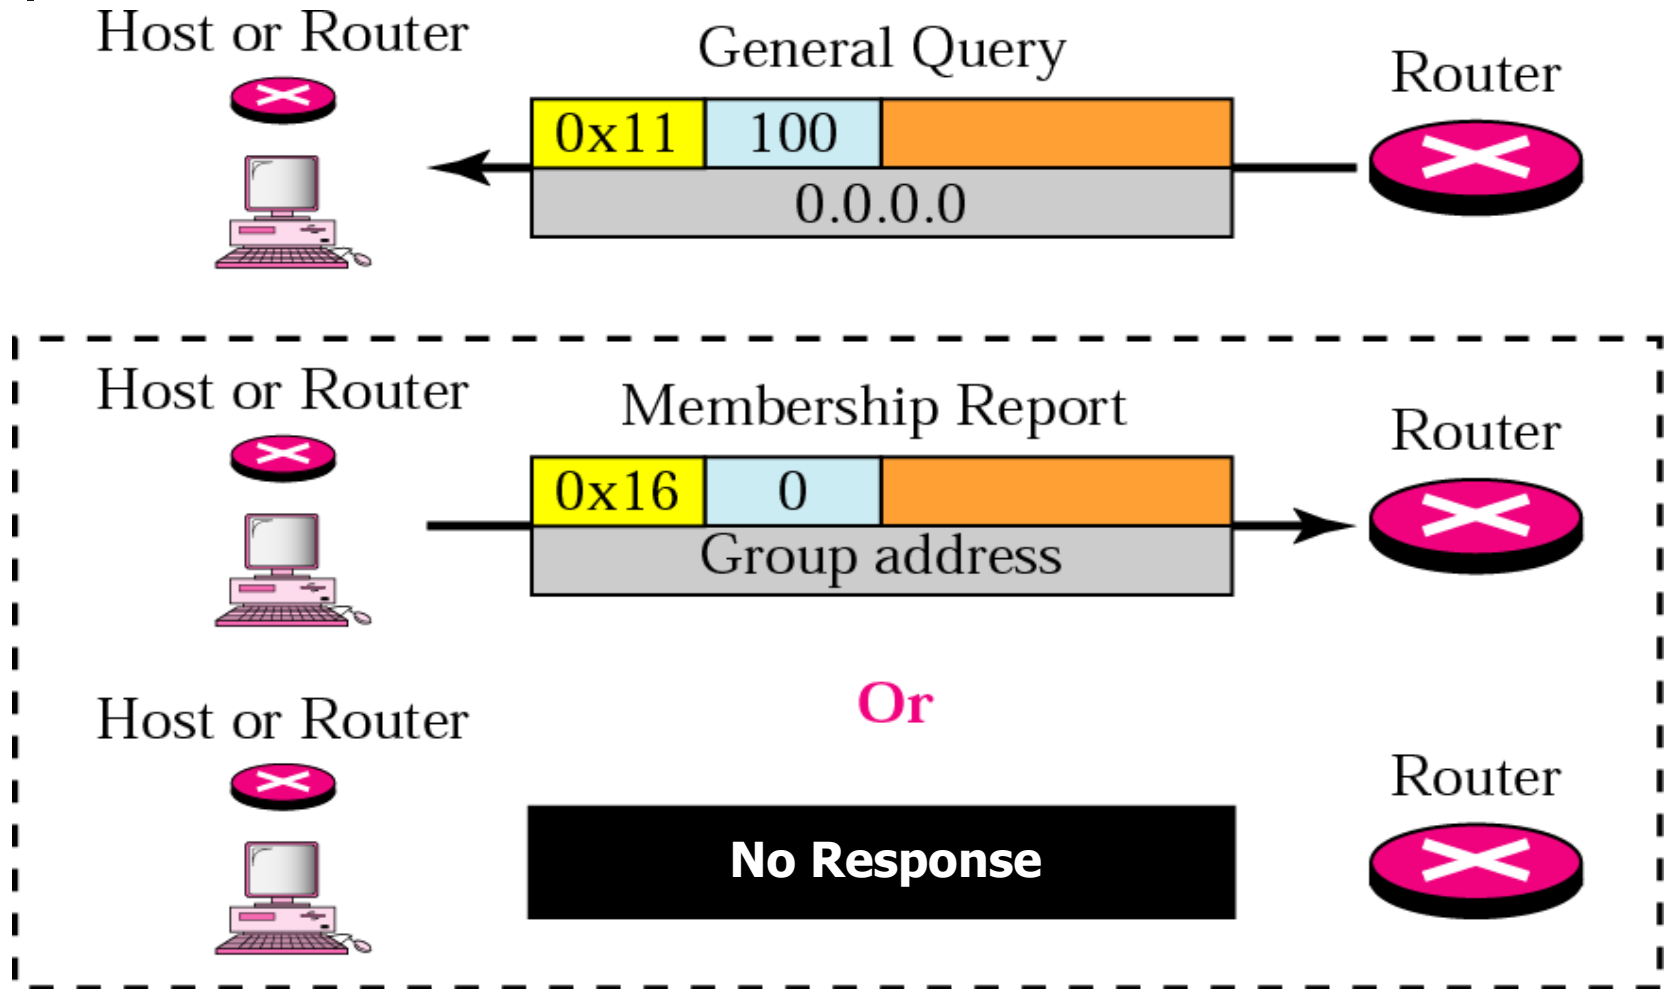 Host or Router
General Query
Router
0x11 100
0.0.0.0
Host or Router
Membership Report
Router
0x16 0
Group address
Or
Host or Router
Router
No Response